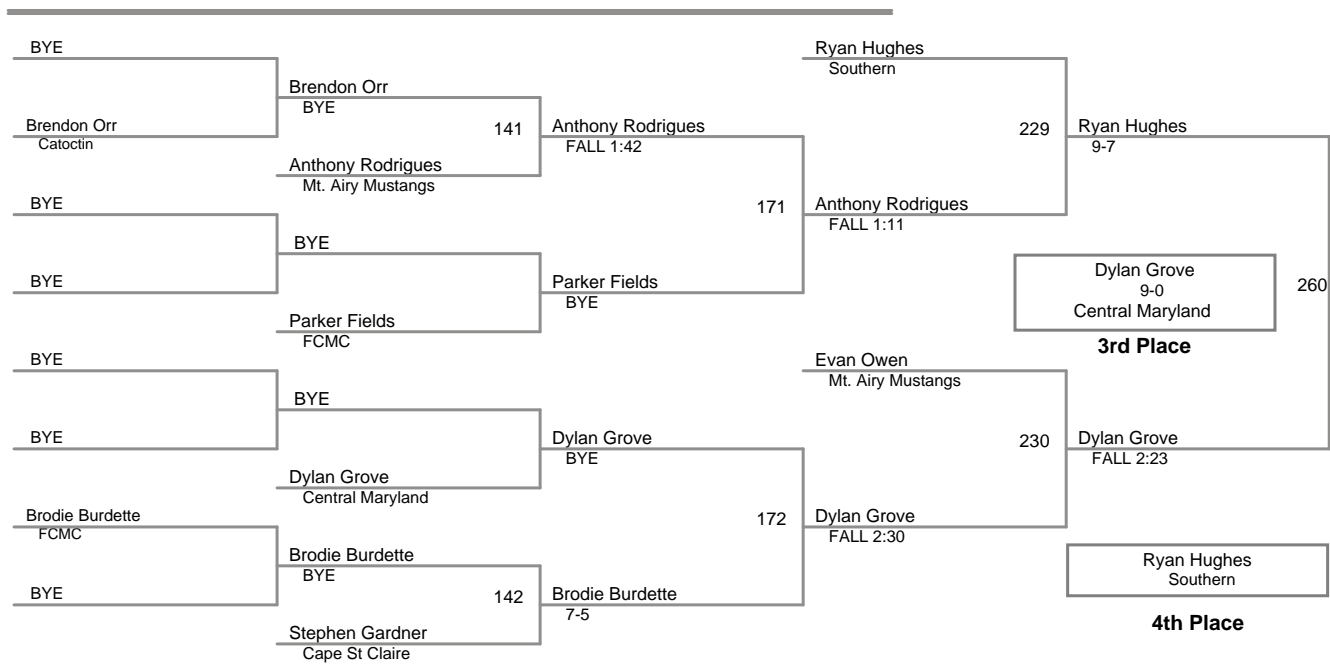 BYE
Brendon Orr
Catoctin
BYE
BYE
BYE
BYE
Brodie Burdette
FCMC
BYE
Brendon Orr
BYE
Anthony Rodrigues
Mt. Airy Mustangs
BYE
Parker Fields
FCMC
BYE
Dylan Grove
Central Maryland
Brodie Burdette
BYE
Stephen Gardner
Cape St Claire
141
142
Anthony Rodrigues
FALL 1:42
Parker Fields
BYE
Dylan Grove
BYE
Brodie Burdette
7-5
171
172
Ryan Hughes
Southern
Anthony Rodrigues
FALL 1:11
Evan Owen
Mt. Airy Mustangs
Dylan Grove
FALL 2:30
229
230
Ryan Hughes
9-7
Dylan Grove
FALL 2:23
260
Dylan Grove
9-0
Central Maryland
3rd Place
Ryan Hughes
Southern
4th Place